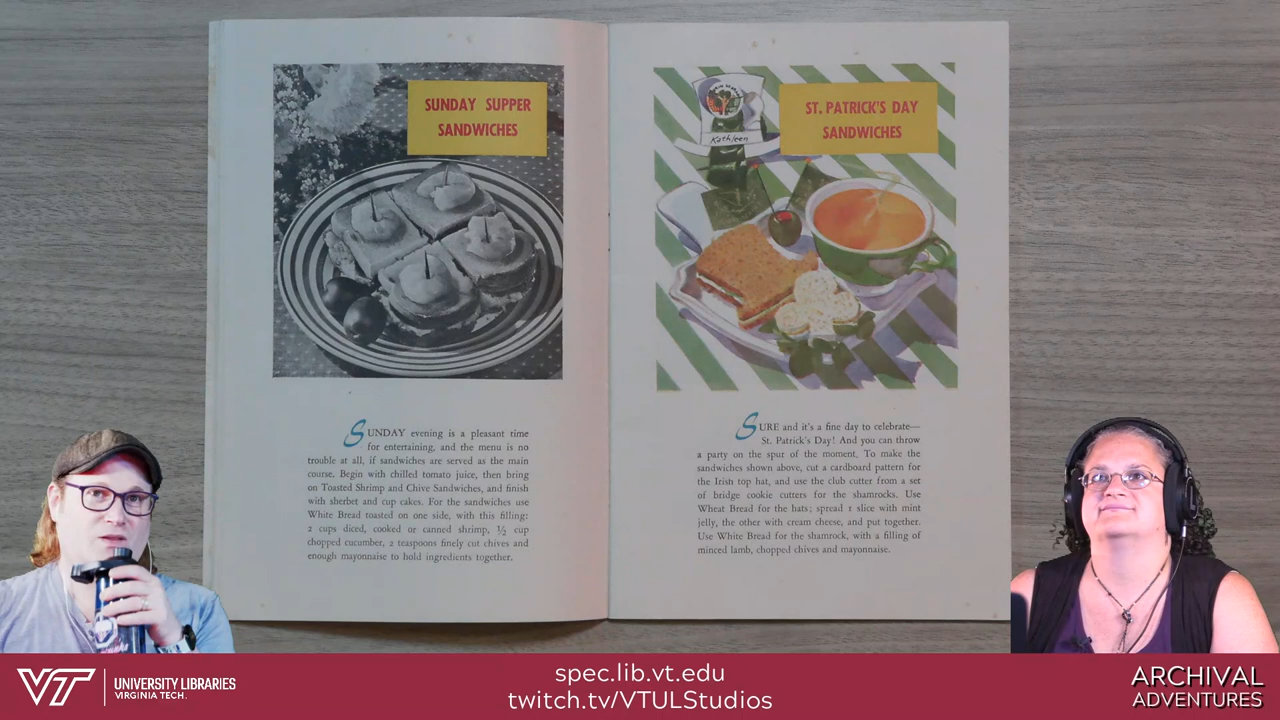 SUNDAY SUPPER
SANDWICHES
SUNDAY evening is a pleasant time
for entertaining, and the menu is no
trouble at all, if sandwiches are served as the main
course. Begin with chilled tomato juice, then bring
on Toasted Shrimp and Chive Sandwiches, and finish
with sherbet and cup cakes. For the sandwiches use
White Bread toasted on one side, with this filling:
2 cups diced, cooked or canned shrimp, ½ cup
chopped cucumber, 2 teaspoons finely cut chives and
enough mayonnaise to hold ingredients together.
Kathleen
ST. PATRICK'S DAY
SANDWICHES
SURE and it's a fine day to celebrate—
St. Patrick's Day! And you can throw
a party on the spur of the moment, To make the
sandwiches shown above, cut a cardboard pattern for
the Irish top hat, and use the club cutter from a set
of bridge cookie cutters for the shamrocks. Use
Wheat Bread for the hats; spread 1 slice with mint
jelly, the other with cream cheese, and put together.
Use White Bread for the shamrock, with a filling of
minced lamb, chopped chives and mayonnaise.
VT UNIVERSITY LIBRARIES
VIRGINIA TECH.
spec.lib.vt.edu
twitch.tv/VTULStudios
ARCHIVAL
ADVENTURES